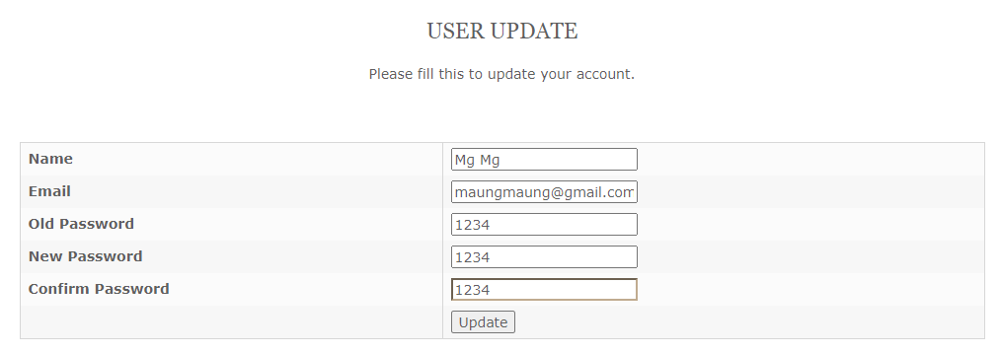 USER UPDATE
Please fill this to update your account.
Name Mg Mg
Email maungmaung@gmail.com
Old Password 1234
New Password 1234
Confirm Password 1234
Update